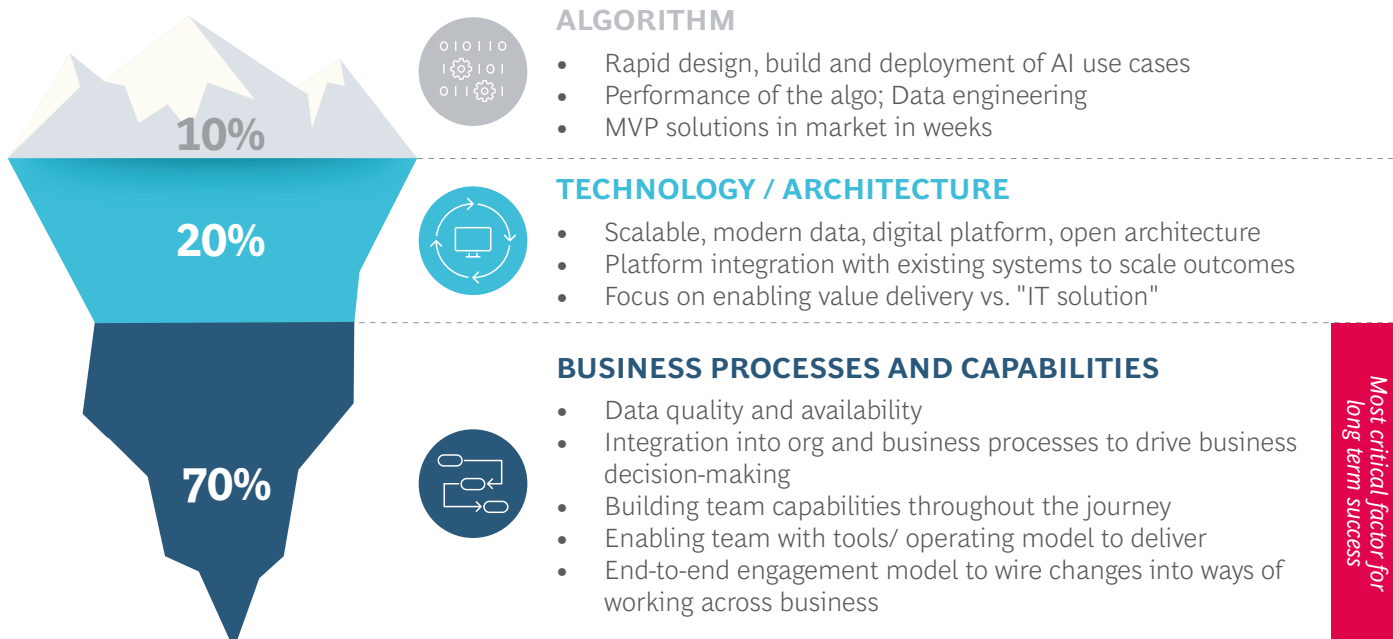 ALGORITHM
• Rapid design, build and deployment of AI use cases
• Performance of the algo; Data engineering
• MVP solutions in market in weeks
10%
010110
1 101
011 1
TECHNOLOGY / ARCHITECTURE
• Scalable, modern data, digital platform, open architecture
• Platform integration with existing systems to scale outcomes
• Focus on enabling value delivery vs. "IT solution"
20%
BUSINESS PROCESSES AND CAPABILITIES
• Data quality and availability
• Integration into org and business processes to drive business
decision-making
• Building team capabilities throughout the journey
• Enabling team with tools/ operating model to deliver
• End-to-end engagement model to wire changes into ways of
working across business
70%
Most critical factor for
long term success